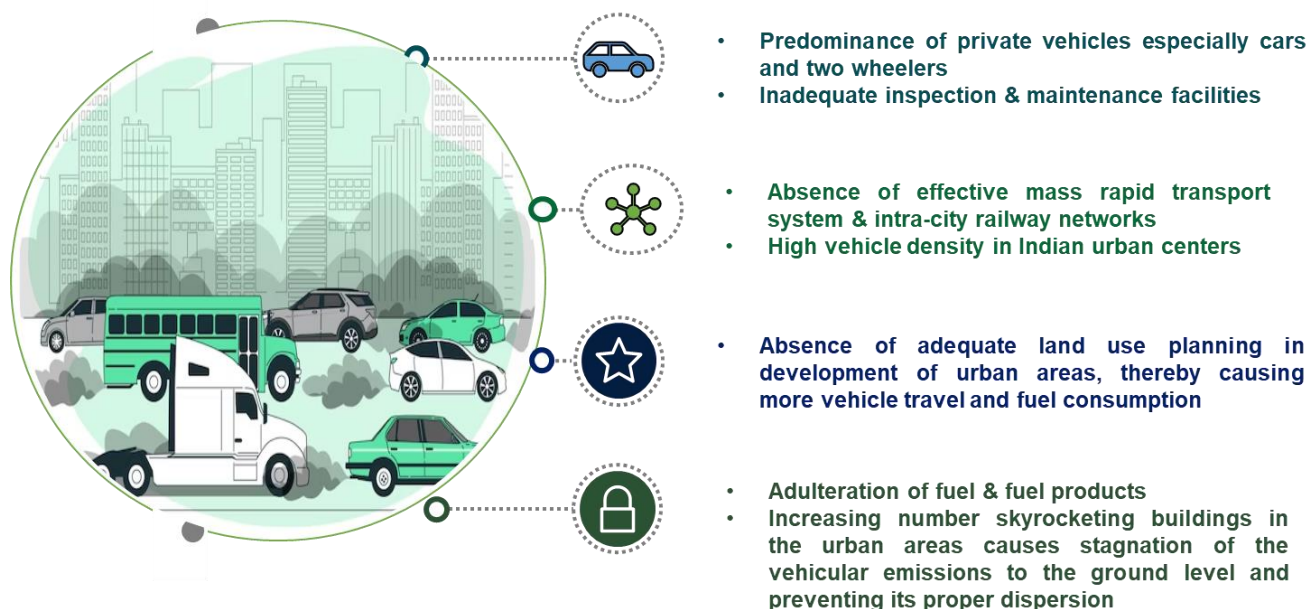 • Predominance of private vehicles especially cars
and two wheelers
• Inadequate inspection & maintenance facilities
• Absence of effective mass rapid transport
system & intra-city railway networks
• High vehicle density in Indian urban centers
• Absence of adequate land use planning in
development of urban areas, thereby causing
more vehicle travel and fuel consumption
• Adulteration of fuel & fuel products
• Increasing number skyrocketing buildings in
the urban areas causes stagnation of the
vehicular emissions to the ground level and
preventing its proper dispersion